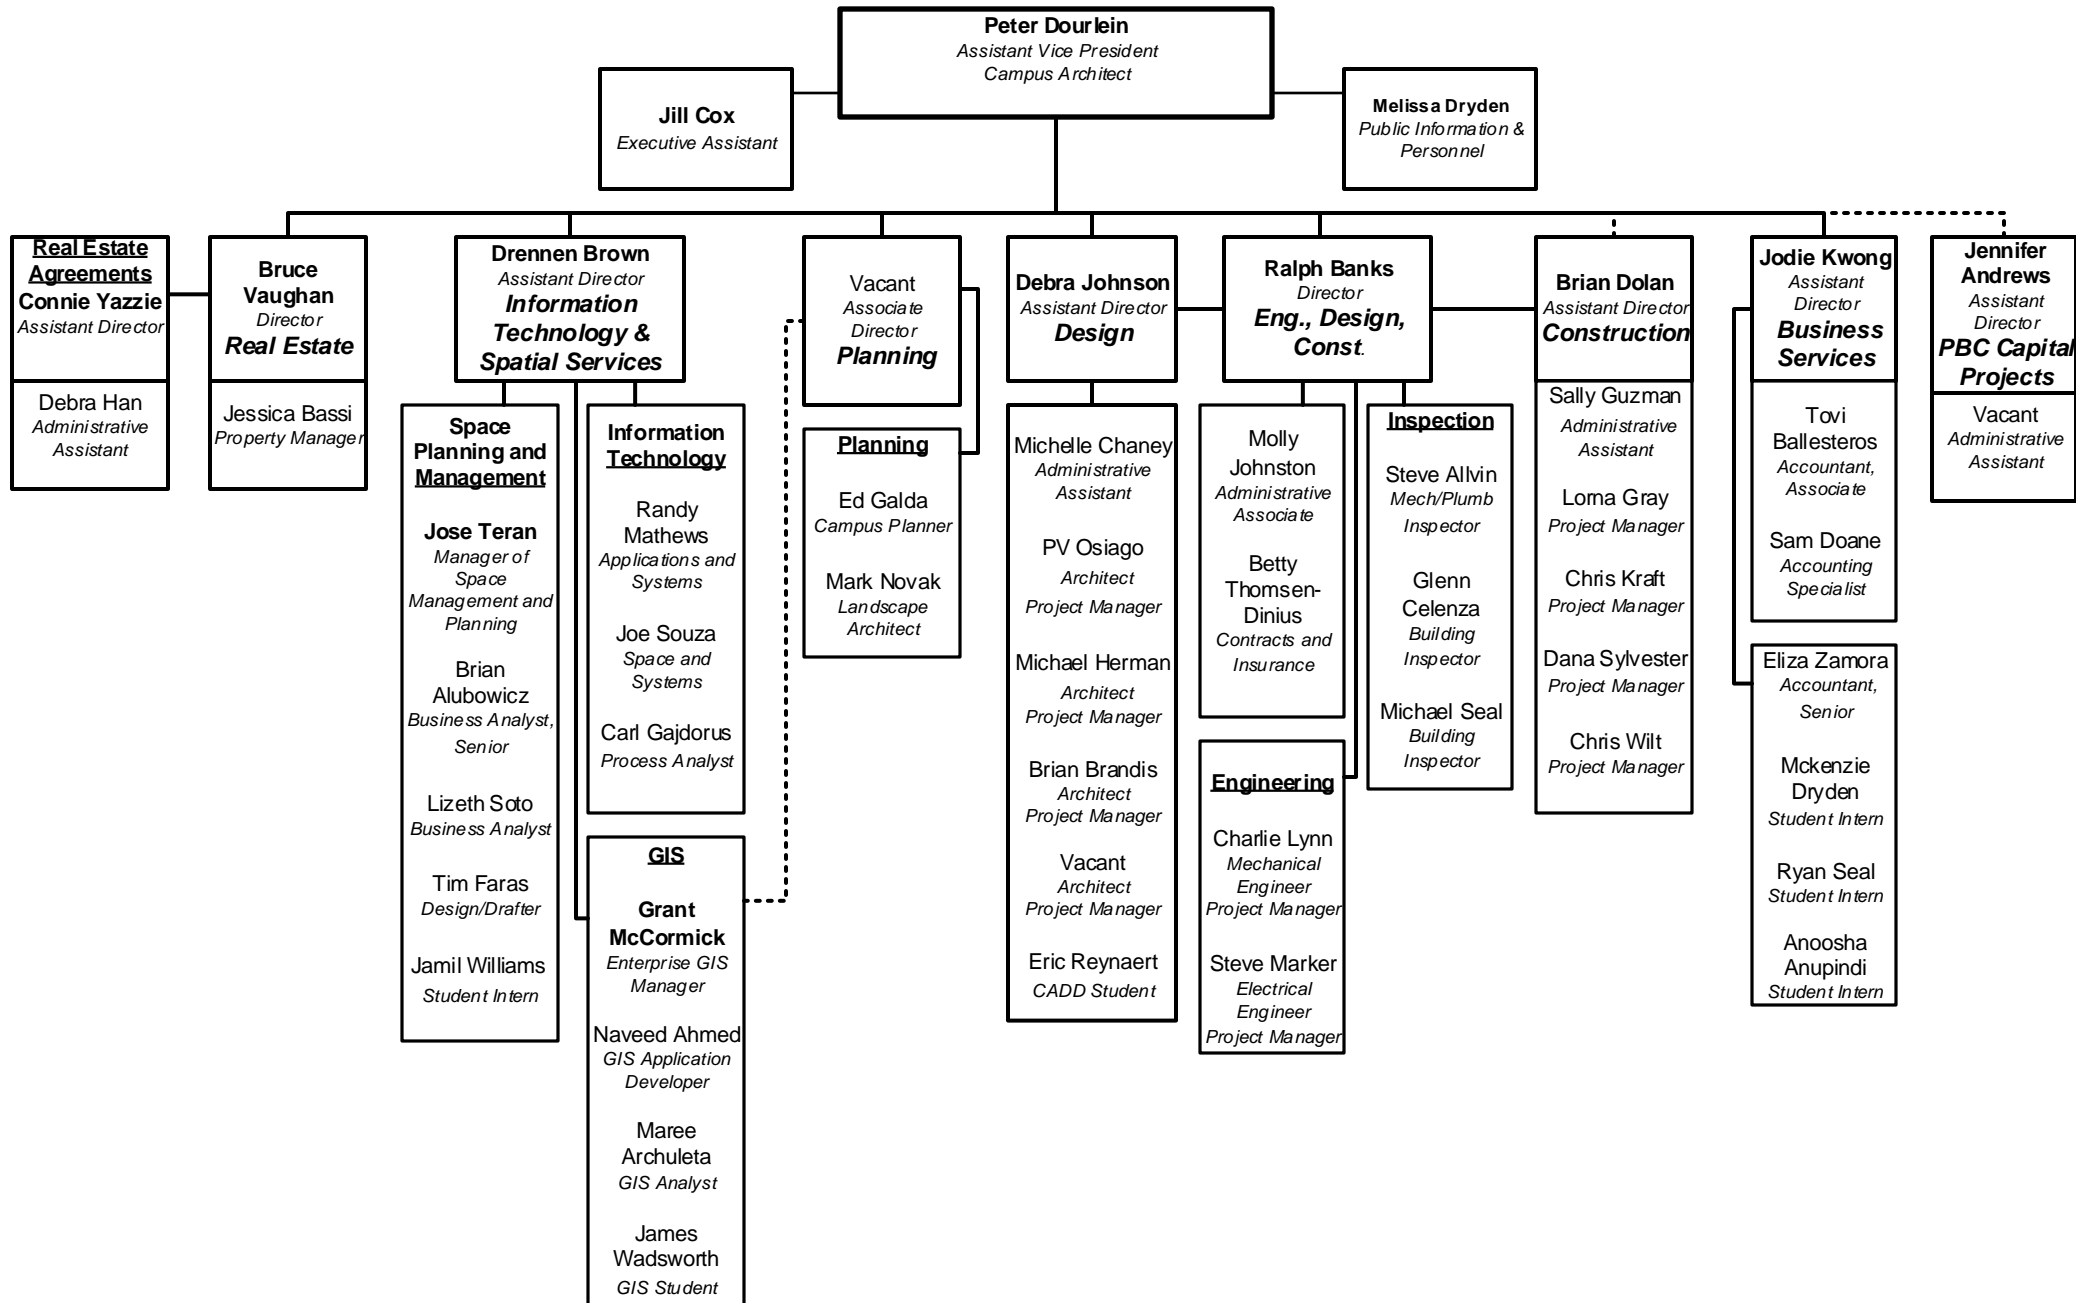 Peter Dourlein
Assistant Vice President
Campus Architect
Jill Cox
Executive Assistant
Melissa Dryden
Public Information &
Personnel
Real Estate
Agreements
Connie Yazzie
Assistant Director
Debra Han
Administrative
Assistant
Bruce
Vaughan
Director
Real Estate
Jessica Bassi
Property Manager
Drennen Brown
Assistant Director
Information
Technology &
Spatial Services
Space
Planning and
Management
Jose Teran
Manager of
Space
Management and
Planning
Brian
Alubowicz
Business Analyst,
Senior
Lizeth Soto
Business Analyst
Tim Faras
Design/Drafter
Jamil Williams
Student Intern
Information
Technology
Randy
Mathews
Applications and
Systems
Joe Souza
Space and
Systems
Carl Gajdorus
Process Analyst
GIS
Grant
McCormick
Enterprise GIS
Manager
Naveed Ahmed
GIS Application
Developer
Maree
Archuleta
GIS Analyst
James
Wadsworth
GIS Student
Vacant
Associate
Director
Planning
Planning
Ed Galda
Campus Planner
Mark Novak
Landscape
Architect
Debra Johnson
Assistant Director
Design
Michelle Chaney
Administrative
Assistant
PV Osiago
Architect
Project Manager
Michael Herman
Architect
Project Manager
Brian Brandis
Architect
Project Manager
Vacant
Architect
Project Manager
Eric Reynaert
CADD Student
Ralph Banks
Director
Eng., Design,
Const.
Molly
Johnston
Administrative
Associate
Betty
Thomsen-
Dinius
Contracts and
Insurance
Engineering
Charlie Lynn
Mechanical
Engineer
Project Manager
Steve Marker
Electrical
Engineer
Project Manager
Inspection
Steve Allvin
Mech/Plumb
Inspector
Glenn
Celenza
Building
Inspector
Michael Seal
Building
Inspector
Brian Dolan
Assistant Director
Construction
Sally Guzman
Administrative
Assistant
Lorna Gray
Project Manager
Chris Kraft
Project Manager
Dana Sylvester
Project Manager
Chris Wilt
Project Manager
Jodie Kwong
Assistant
Director
Business
Services
Tovi
Ballesteros
Accountant,
Associate
Sam Doane
Accounting
Specialist
Eliza Zamora
Accountant,
Senior
Mckenzie
Dryden
Student Intern
Ryan Seal
Student Intern
Anoosha
Anupindi
Student Intern
Jennifer
Andrews
Assistant
Director
PBC Capital
Projects
Vacant
Administrative
Assistant